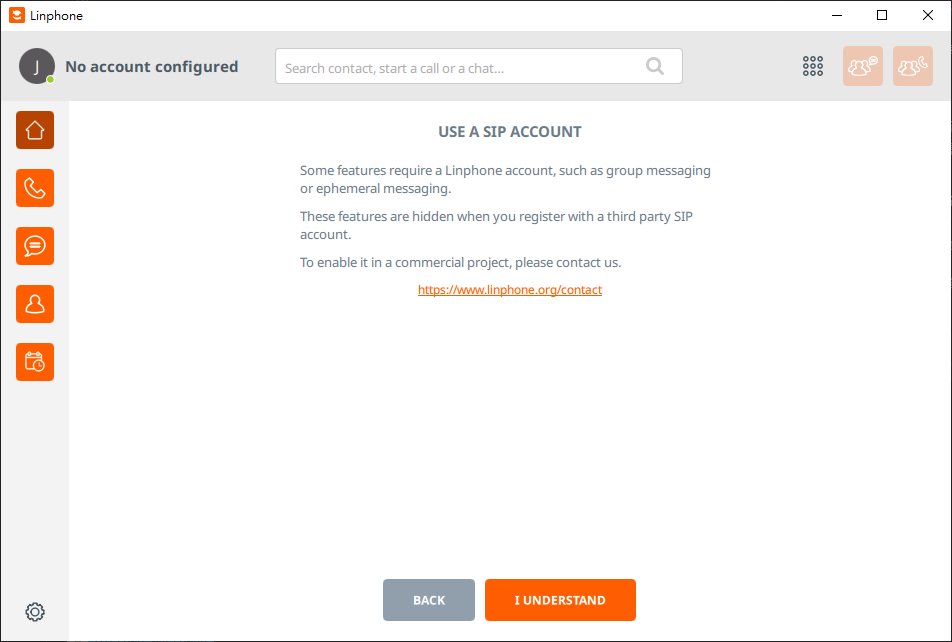 Linphone
J
No account configured
Search contact, start a call or a chat...
USE A SIP ACCOUNT
Some features require a Linphone account, such as group messaging
or ephemeral messaging.
These features are hidden when you register with a third party SIP
account.
To enable it in a commercial project, please contact us.
https://www.linphone.org/contact
BACK
I UNDERSTAND